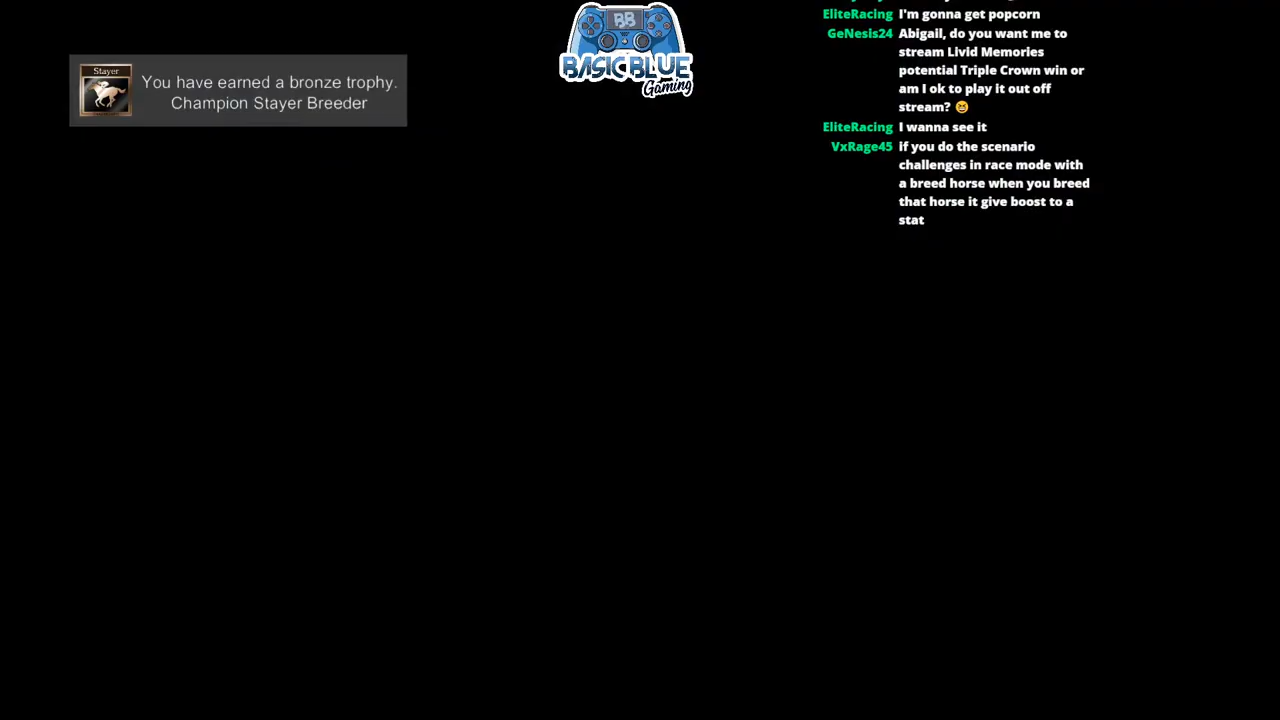 Stayer
You have earned a bronze trophy.
Champion Stayer Breeder
BB
BASIC BLUE
Gaming
EliteRacing I'm gonna get popcorn
GeNesis24 Abigail, do you want me to
stream Livid Memories
potential Triple Crown win or
am I ok to play it out off
stream? 😆
EliteRacing I wanna see it
VxRage45 if you do the scenario
challenges in race mode with
a breed horse when you breed
that horse it give boost to a
stat